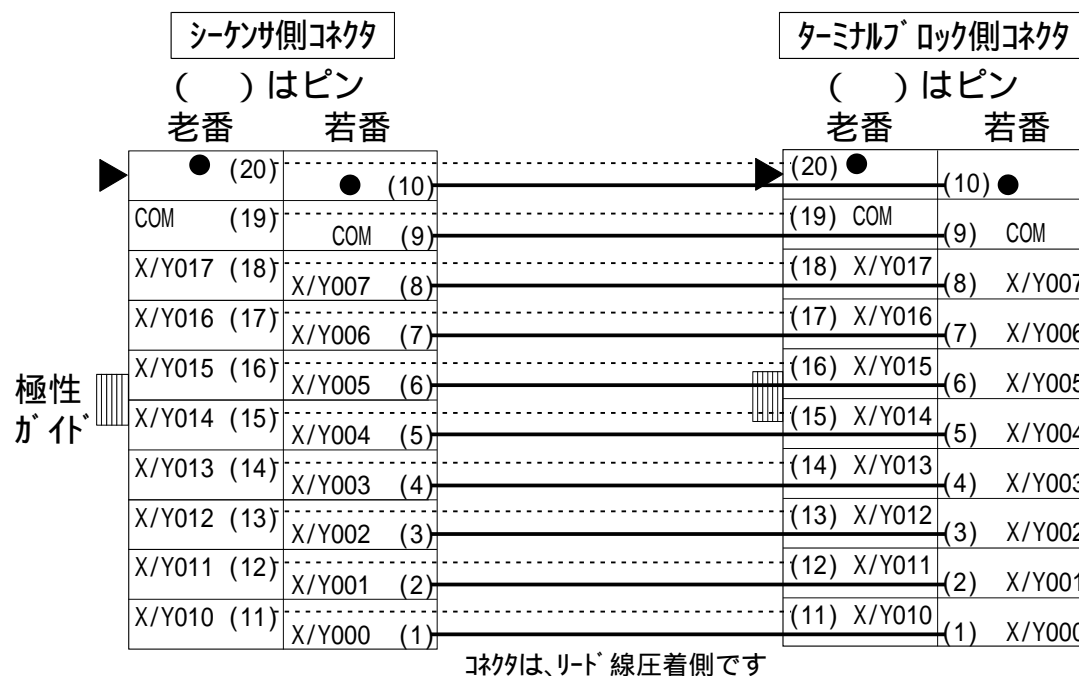 シーケンサ側コネクタ ターミナルブロック側コネクタ
( )はピン ( )はピン
老番 若番 老番 若番
● (20) (20) ●
● (10) (10) ●
COM (19) (19) COM
COM (9) (9) COM
X/Y017 (18) (18) X/Y017
X/Y007 (8) (8) X/Y007
X/Y016 (17) (17) X/Y016
X/Y006 (7) (7) X/Y006
X/Y015 (16) (16) X/Y015
極性
ガイド
X/Y005 (6) (6) X/Y005
X/Y014 (15) (15) X/Y014
X/Y004 (5) (5) X/Y004
X/Y013 (14) (14) X/Y013
X/Y003 (4) (4) X/Y003
X/Y012 (13) (13) X/Y012
X/Y002 (3) (3) X/Y002
X/Y011 (12) (12) X/Y011
X/Y001 (2) (2) X/Y001
X/Y010 (11) (11) X/Y010
X/Y000 (1) (1) X/Y000
コネクタは、リード線圧着側です